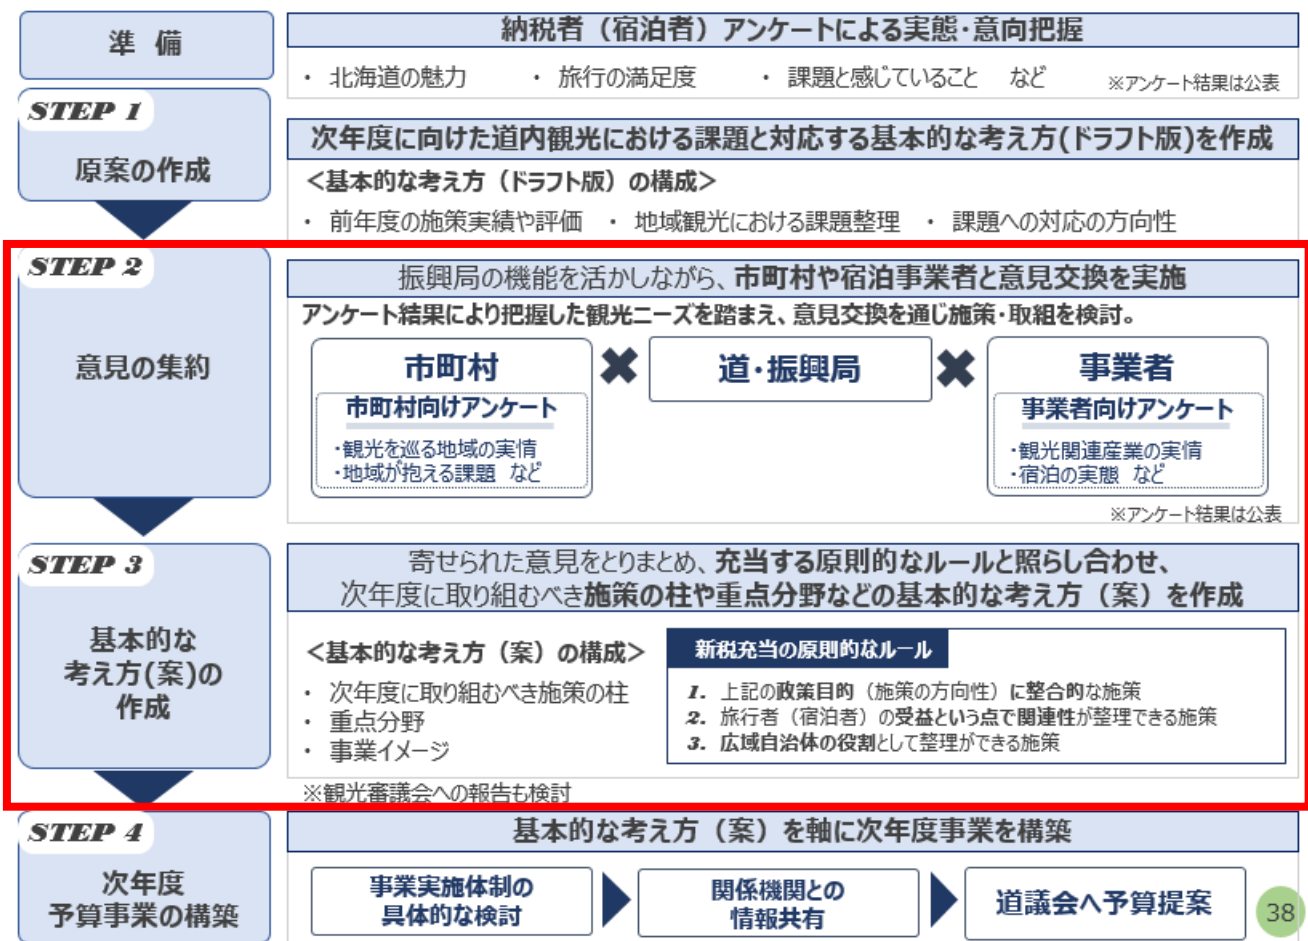 準 備
納税者（宿泊者）アンケートによる実態・意向把握
・ 北海道の魅力 ・ 旅行の満足度 ・ 課題と感じていること など ※アンケート結果は公表
STEP 1
原案の作成
次年度に向けた道内観光における課題と対応する基本的な考え方(ドラフト版)を作成
＜基本的な考え方（ドラフト版）の構成＞
・ 前年度の施策実績や評価 ・ 地域観光における課題整理 ・ 課題への対応の方向性
STEP 2
意見の集約
振興局の機能を活かしながら、市町村や宿泊事業者と意見交換を実施
アンケート結果により把握した観光ニーズを踏まえ、意見交換を通じ施策・取組を検討。
市町村
市町村向けアンケート
・観光を巡る地域の実情
・地域が抱える課題 など
✖
道・振興局
✖
事業者
事業者向けアンケート
・観光関連産業の実情
・宿泊の実態 など
※アンケート結果は公表
STEP 3
基本的な
考え方(案)の
作成
寄せられた意見をとりまとめ、充当する原則的なルールと照らし合わせ、
次年度に取り組むべき施策の柱や重点分野などの基本的な考え方（案）を作成
＜基本的な考え方（案）の構成＞
・ 次年度に取り組むべき施策の柱
・ 重点分野
・ 事業イメージ
新税充当の原則的なルール
1. 上記の政策目的（施策の方向性）に整合的な施策
2. 旅行者（宿泊者）の受益という点で関連性が整理できる施策
3. 広域自治体の役割として整理ができる施策
※観光審議会への報告も検討
STEP 4
次年度
予算事業の構築
基本的な考え方（案）を軸に次年度事業を構築
事業実施体制の
具体的な検討
関係機関との
情報共有
道議会へ予算提案
38